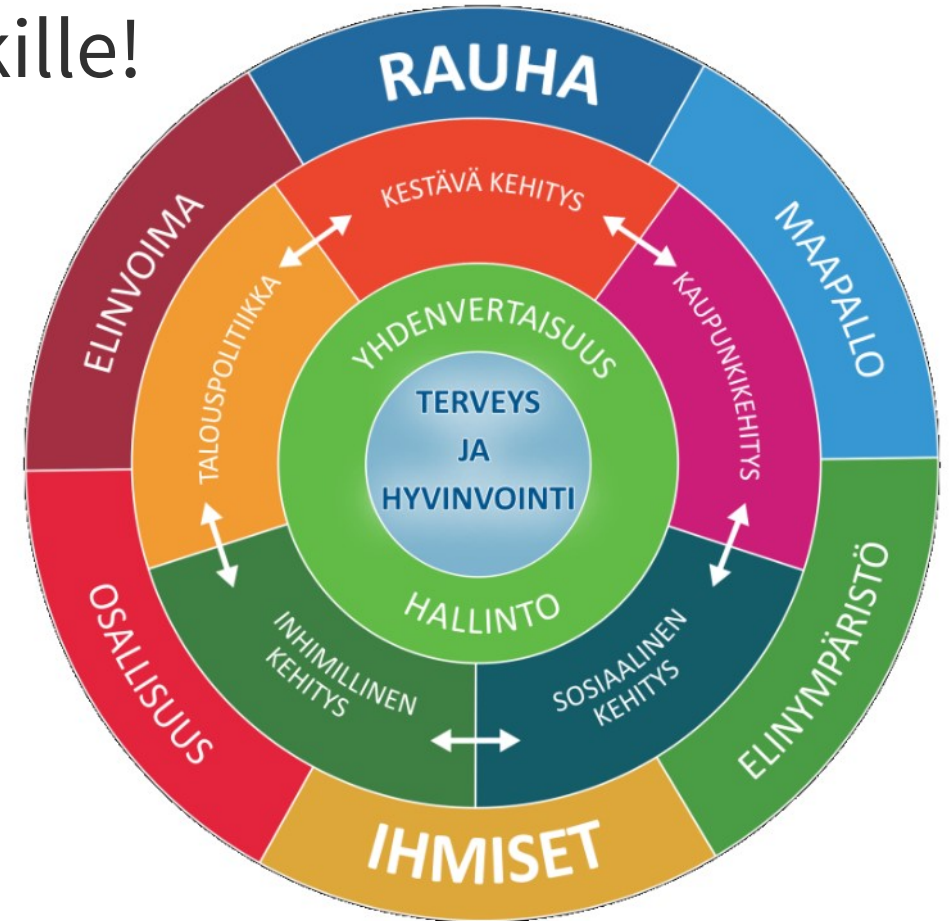 kille!
RAUHA
MAAPALLO
ELINYMPÄRISTÖ
IHMISET
OSALLISUUS
ELINVOIMA
KESTÄVÄ KEHITYS
KAUPUNKIKEHITYS
SOSIAALINEN
KEHITYS
INHIMILLINEN
KEHITYS
TALOUSPOLITIIKKA
YHDENVERTAISUUS
HALLINTO
TERVEYS
JA
HYVINVOINTI